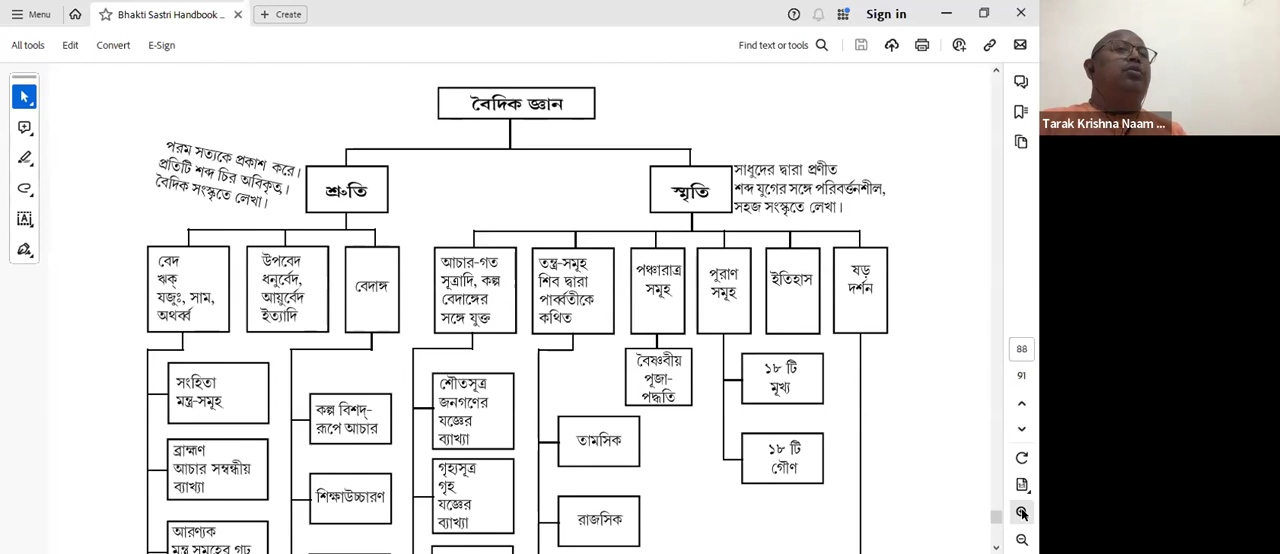 Menu
Bhakti Sastri Handbook ...
Create
Sign in
All tools
Edit
Convert
E-Sign
Find text or tools
Tarak Krishna Naam ...
বৈদিক জ্ঞান
পরম সত্যকে প্রকাশ করে।
প্রতিটি শব্দ চির অবিকৃত,
বৈদিক সংস্কৃতে লেখা।
শ্রুতি
স্মৃতি
সাধুদের দ্বারা প্রণীত
শব্দ যুগের সঙ্গে পরিবর্ত্তনশীল,
সহজ সংস্কৃতে লেখা।
বেদ
ঋক্
যজুঃ, সাম,
অথর্ব্ব
উপবেদ
ধনুর্বেদ,
আয়ুর্বেদ
ইত্যাদি
বেদাঙ্গ
আচার-গত
সূত্রাদি, কল্প
বেদাঙ্গের
সঙ্গে যুক্ত
তন্ত্র-সমূহ
শিব দ্বারা
পার্ব্বতীকে
কথিত
পঞ্চারাত্র
সমূহ
পুরাণ
সমূহ
ইতিহাস
ষড়
দর্শন
সংহিতা
মন্ত্র-সমূহ
ব্রাহ্মণ
আচার সম্বন্ধীয়
ব্যাখ্যা
আরণ্যক
মন্ত্র সমূহের গূঢ়
কল্প বিশদ্-
রূপে আচার
শিক্ষাউচ্চারণ
শ্রৌতসূত্র
জনগণের
যজ্ঞের
ব্যাখ্যা
গৃহ্যসূত্র
গৃহ
যজ্ঞের
ব্যাখ্যা
তামসিক
রাজসিক
বৈষ্ণবীয়
পূজা-
পদ্ধতি
১৮ টি
মূখ্য
১৮ টি
গৌণ
88
91